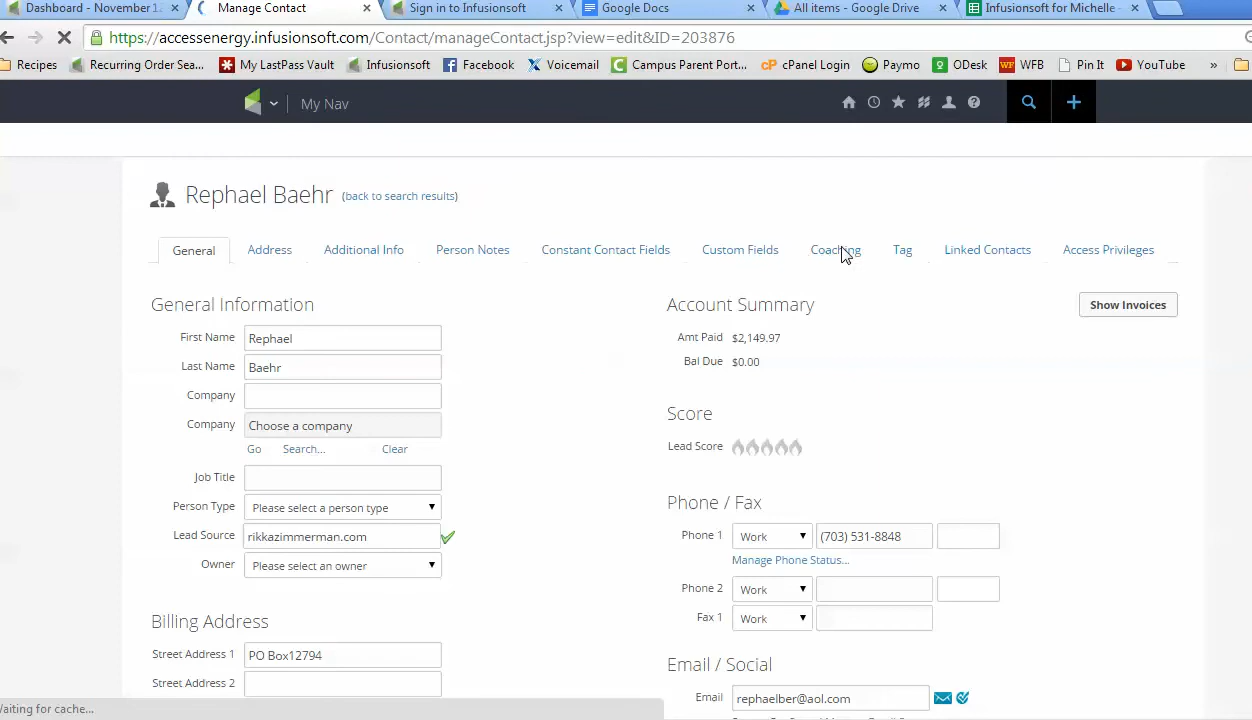 Dashboard - November 1 Manage Contact Sign in to Infusionsoft Google Docs All items - Google Drive Infusionsoft for Michelle -
https://accessenergy.infusionsoft.com/Contact/manageContact.jsp?view=edit&ID=203876
Recipes Recurring Order Sea... My LastPass Vault Infusionsoft Facebook Voicemail Campus Parent Port... cPanel Login Paymo ODesk WFB Pin It YouTube »
My Nav
Rephael Baehr (back to search results)
General Address Additional Info Person Notes Constant Contact Fields Custom Fields Coaching Tag Linked Contacts Access Privileges
General Information
First Name Rephael
Last Name Baehr
Company
Company Choose a company
Go Search... Clear
Job Title
Person Type Please select a person type
Lead Source rikkazimmerman.com
Owner Please select an owner
Billing Address
Street Address 1 PO Box12794
Street Address 2
Account Summary Show Invoices
Amt Paid $2,149.97
Bal Due $0.00
Score
Lead Score
Phone / Fax
Phone 1 Work (703) 531-8848
Manage Phone Status...
Phone 2 Work
Fax 1 Work
Email / Social
Email rephaelber@aol.com
Waiting for cache...